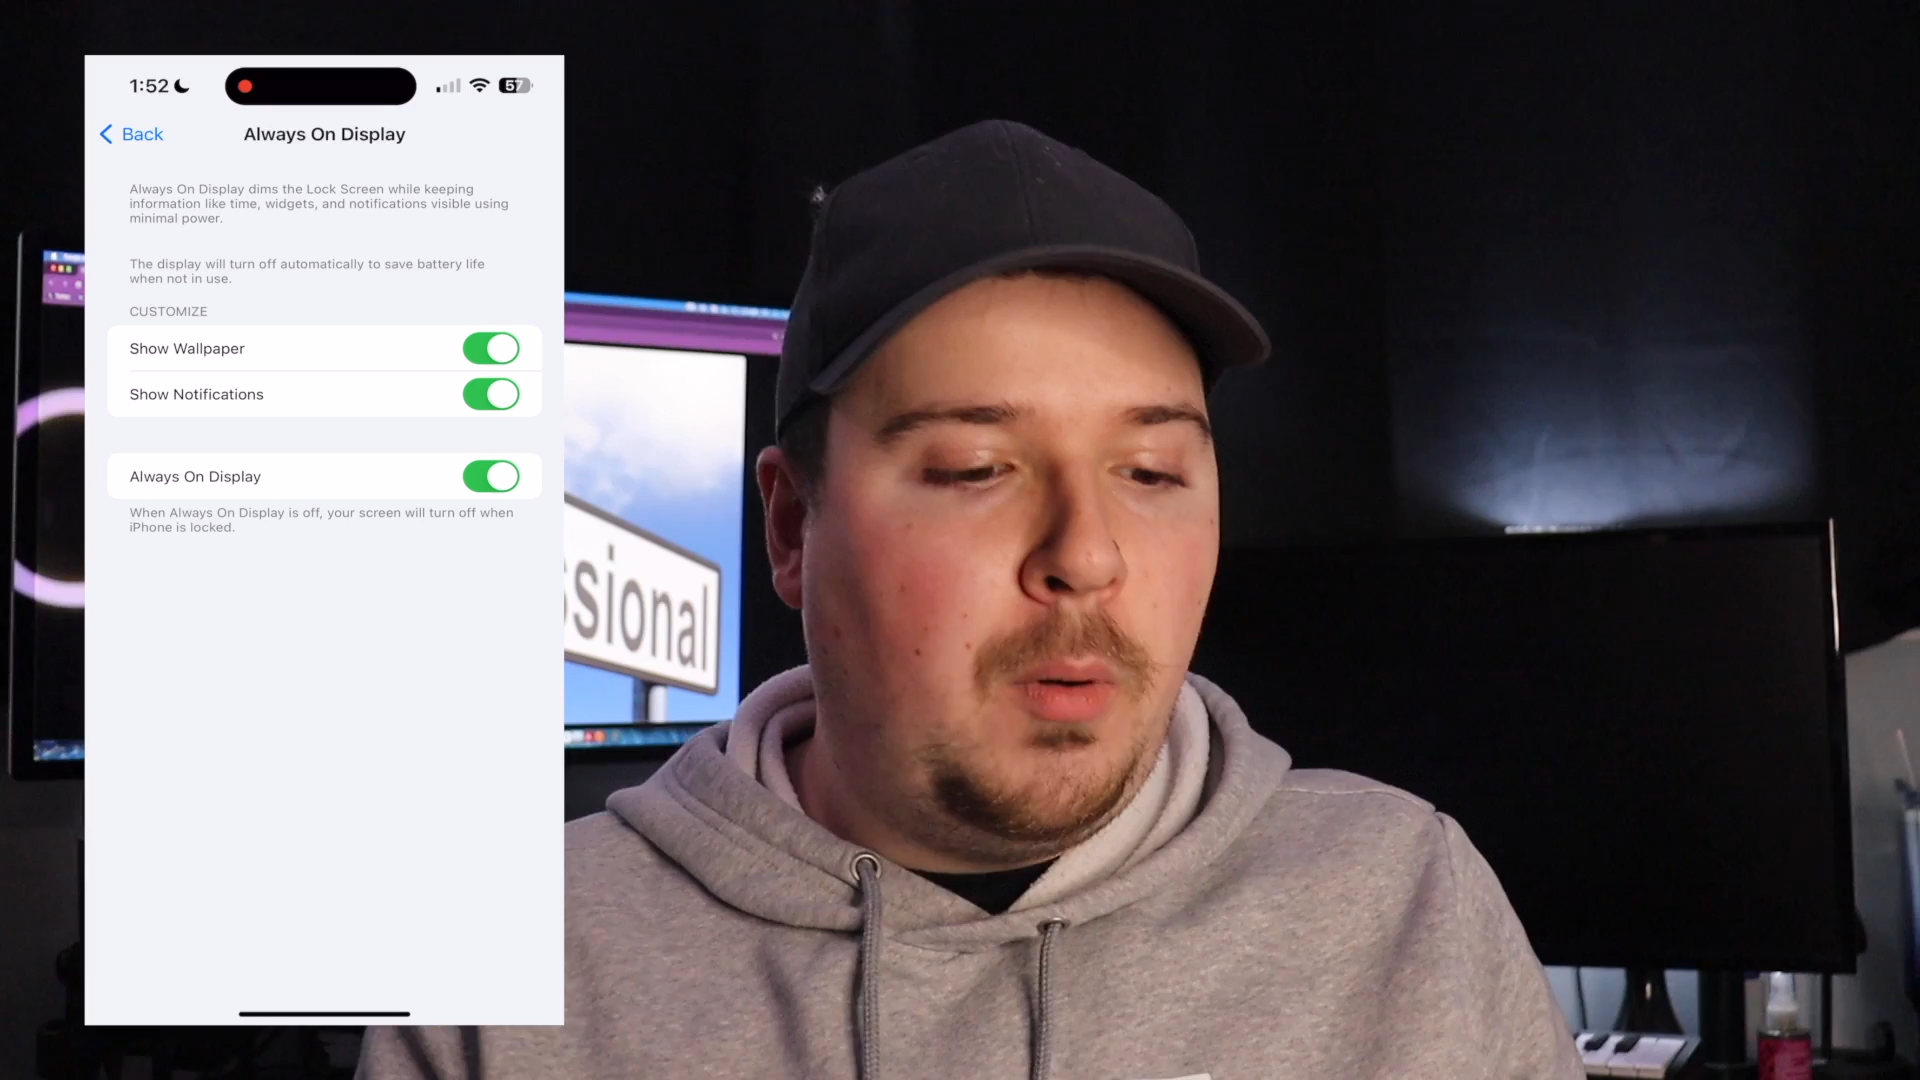 1:52
57
Back
Always On Display
Always On Display dims the Lock Screen while keeping
information like time, widgets, and notifications visible using
minimal power.
The display will turn off automatically to save battery life
when not in use.
CUSTOMIZE
Show Wallpaper
Show Notifications
Always On Display
When Always On Display is off, your screen will turn off when
iPhone is locked.
ssional